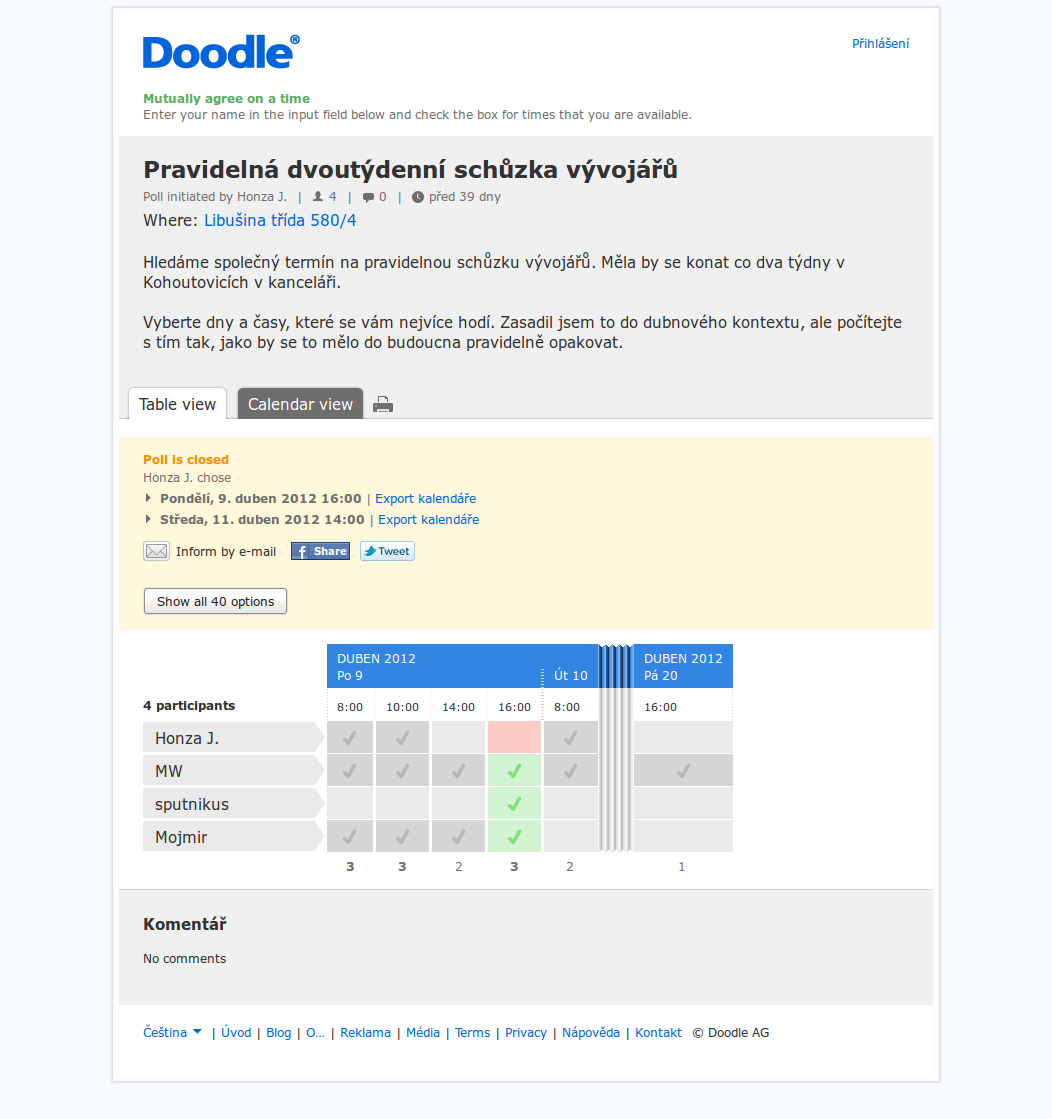 Doodle®
Přihlášení
Mutually agree on a time
Enter your name in the input field below and check the box for times that you are available.
Pravidelná dvoutýdenní schůzka vývojářů
Poll initiated by Honza J. | 4 | 0 | před 39 dny
Where: Libušina třída 580/4
Hledáme společný termín na pravidelnou schůzku vývojářů. Měla by se konat co dva týdny v
Kohoutovicích v kanceláři.
Vyberte dny a časy, které se vám nejvíce hodí. Zasadil jsem to do dubnového kontextu, ale počítejte
s tím tak, jako by se to mělo do budoucna pravidelně opakovat.
Table view Calendar view
Poll is closed
Honza J. chose
Pondělí, 9. duben 2012 16:00 | Export kalendáře
Středa, 11. duben 2012 14:00 | Export kalendáře
Inform by e-mail f Share Tweet
Show all 40 options
DUBEN 2012 DUBEN 2012
Po 9 Út 10 Pá 20
4 participants 8:00 10:00 14:00 16:00 8:00 16:00
Honza J.
MW
sputnikus
Mojmir
3 3 2 3 2 1
Komentář
No comments
Čeština | Úvod | Blog | O... | Reklama | Média | Terms | Privacy | Nápověda | Kontakt © Doodle AG